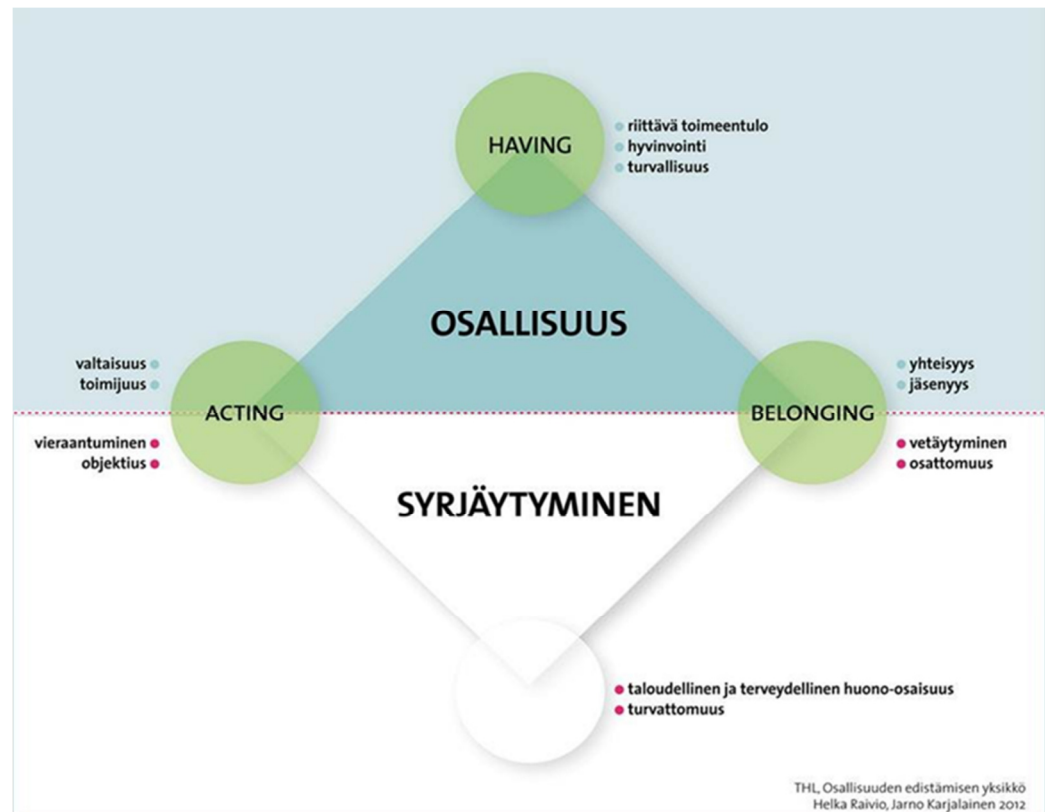 HAVING
riittävä toimeentulo
hyvinvointi
turvallisuus
OSALLISUUS
valtaisuus
toimijuus
yhteisyys
jäsenyys
ACTING
BELONGING
vieraantuminen
objektius
vetäytyminen
osattomuus
SYRJÄYTYMINEN
taloudellinen ja terveydellinen huono-osaisuus
turvattomuus
THL, Osallisuuden edistämisen yksikkö
Helka Raivio, Jarno Karjalainen 2012